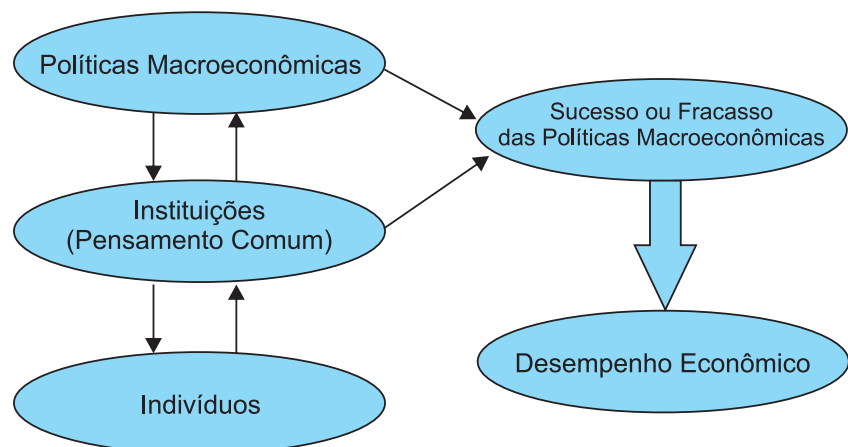 Políticas Macroeconômicas
Sucesso ou Fracasso
das Políticas Macroeconômicas
Instituições
(Pensamento Comum)
Desempenho Econômico
Indivíduos